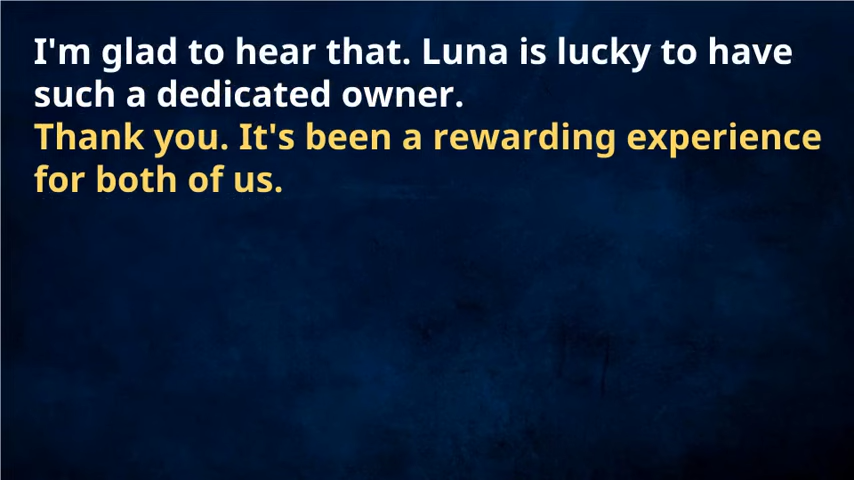 I'm glad to hear that. Luna is lucky to have
such a dedicated owner.
Thank you. It's been a rewarding experience
for both of us.